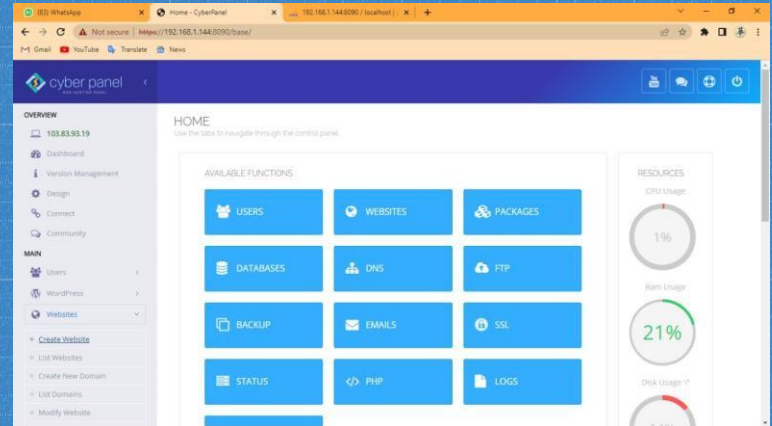 (83) WhatsApp
Home - CyberPanel
192.168.1.144:8090 / localhost |
Not secure | https://192.168.1.144:8090/base/
Gmail YouTube Translate News
cyber panel
WEB HOSTING PANEL
OVERVIEW
103.83.93.19
Dashboard
Version Management
Design
Connect
Community
MAIN
Users
WordPress
Websites
Create Website
List Websites
Create New Domain
List Domains
Modify Website
HOME
Use the tabs to navigate through the control panel.
AVAILABLE FUNCTIONS
USERS WEBSITES PACKAGES
DATABASES DNS FTP
BACKUP EMAILS SSL
STATUS PHP LOGS
RESOURCES
CPU Usage
1%
Ram Usage
21%
Disk Usage '/'